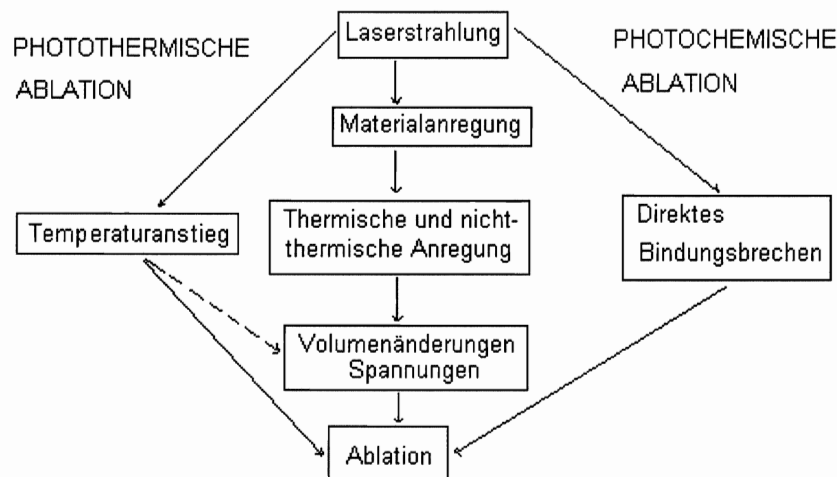 PHOTOTHERMISCHE
ABLATION
Laserstrahlung
PHOTOCHEMISCHE
ABLATION
Materialanregung
Temperaturanstieg
Thermische und nicht-
thermische Anregung
Direktes
Bindungsbrechen
Volumenänderungen
Spannungen
Ablation